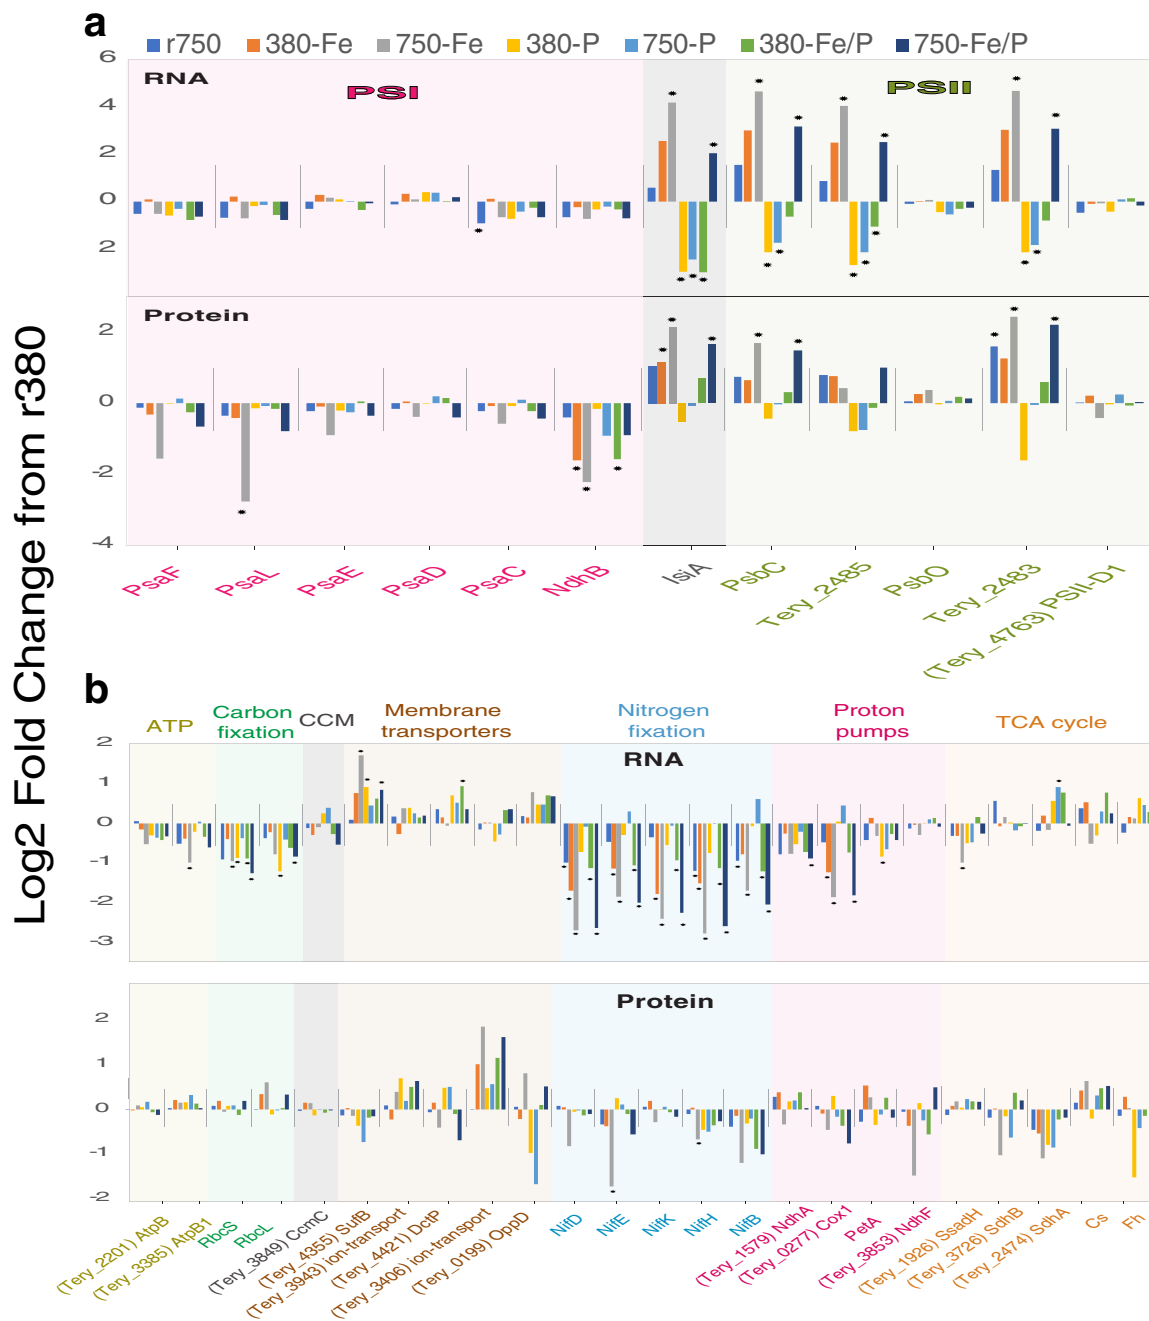 a
r750 380-Fe 750-Fe 380-P 750-P 380-Fe/P 750-Fe/P
Log2 Fold Change from r380
RNA
PSI
PSII
6
4
2
0
2
Protein
2
0
-2
-4
PsaF PsaL PsaE PsaD PsaC NdhB IsiA PsbC Tery_2485 PsbO Tery_2483 (Tery_4763) PSII-D1
b
ATP
Carbon
fixation
CCM
Membrane
transporters
Nitrogen
fixation
Proton
pumps
TCA cycle
RNA
2
1
0
-1
-2
-3
Protein
2
1
0
-1
-2
(Tery_2201) AtpB
(Tery_3385) AtpB1
RbcS
RbcL
(Tery_3849) CcmC
(Tery_4355) SufB
(Tery_3943) ion-transport
(Tery_4421) DctP
(Tery_3406) ion-transport
(Tery_0199) OppD
NifD
NifE
NifK
NifH
NifB
(Tery_1579) NdhA
(Tery_0277) Cox1
PetA
(Tery_3853) NdhF
(Tery_1926) SsadH
(Tery_3726) SdhB
(Tery_2474) SdhA
Cs
Fh